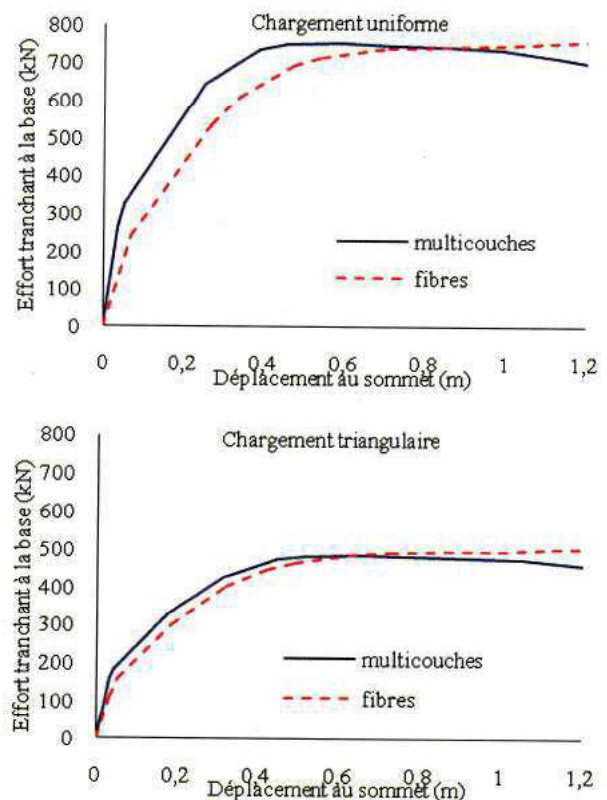 Chargement uniforme
Effort tranchant à la base (kN)
800
700
600
500
400
300
200
100
0
multicouches
fibres
0 0,2 0,4 0,6 0,8 1 1,2
Déplacement au sommet (m)
Chargement triangulaire
Effort tranchant à la base (kN)
800
700
600
500
400
300
200
100
0
multicouches
fibres
0 0,2 0,4 0,6 0,8 1 1,2
Déplacement au sommet (m)